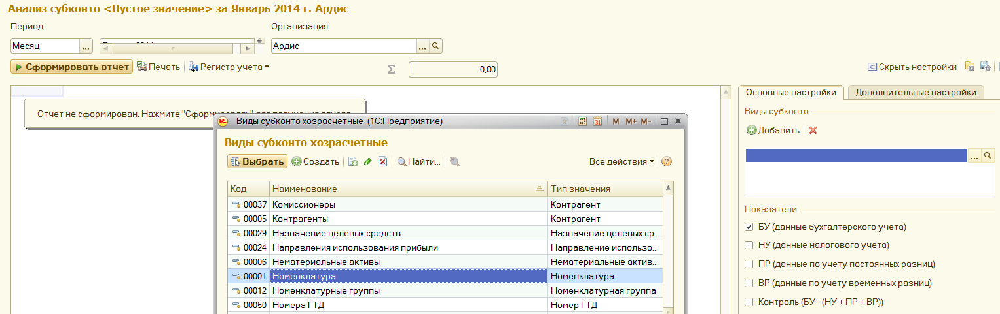 Анализ субконто <Пустое значение> за Январь 2014 г. Ардис
Период: Организация:
Месяц ... Ардис ...
Сформировать отчет Печать Регистр учета Σ 0,00 Скрыть настройки
Основные настройки Дополнительные настройки
Отчет не сформирован. Нажмите "Сформировать"
Виды субконто
Добавить
...
Показатели
БУ (данные бухгалтерского учета)
НУ (данные налогового учета)
ПР (данные по учету постоянных разниц)
ВР (данные по учету временных разниц)
Контроль (БУ - (НУ + ПР + ВР))
1С Виды субконто хозрасчетные (1С:Предприятие) 31 M M+ M-
Виды субконто хозрасчетные
Выбрать Создать Найти... Все действия ?
Код Наименование Тип значения
00037 Комиссионеры Контрагент
00005 Контрагенты Контрагент
00029 Назначение целевых средств Назначение целевых ср...
00024 Направления использования прибыли Направление использо...
00006 Нематериальные активы Нематериальные актив...
00001 Номенклатура Номенклатура
00012 Номенклатурные группы Номенклатурная группа
00050 Номера ГТД Номер ГТД